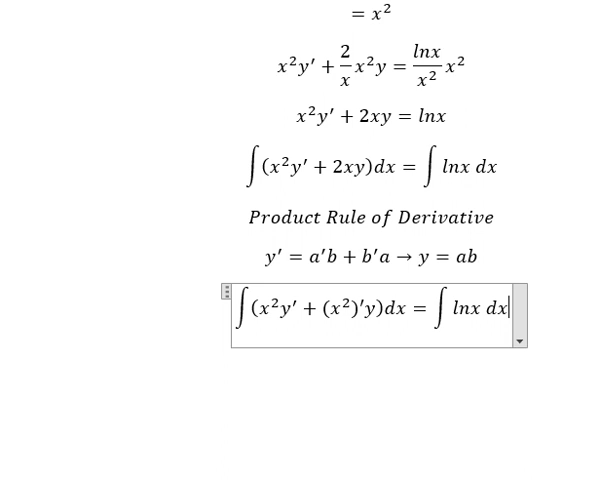 = x²
x²y′ + 2/x x²y = lnx/x² x²
x²y′ + 2xy = lnx
∫(x²y′ + 2xy)dx = ∫ lnx dx
Product Rule of Derivative
y′ = a′b + b′a → y = ab
∫(x²y′ + (x²)′y)dx = ∫ lnx dx